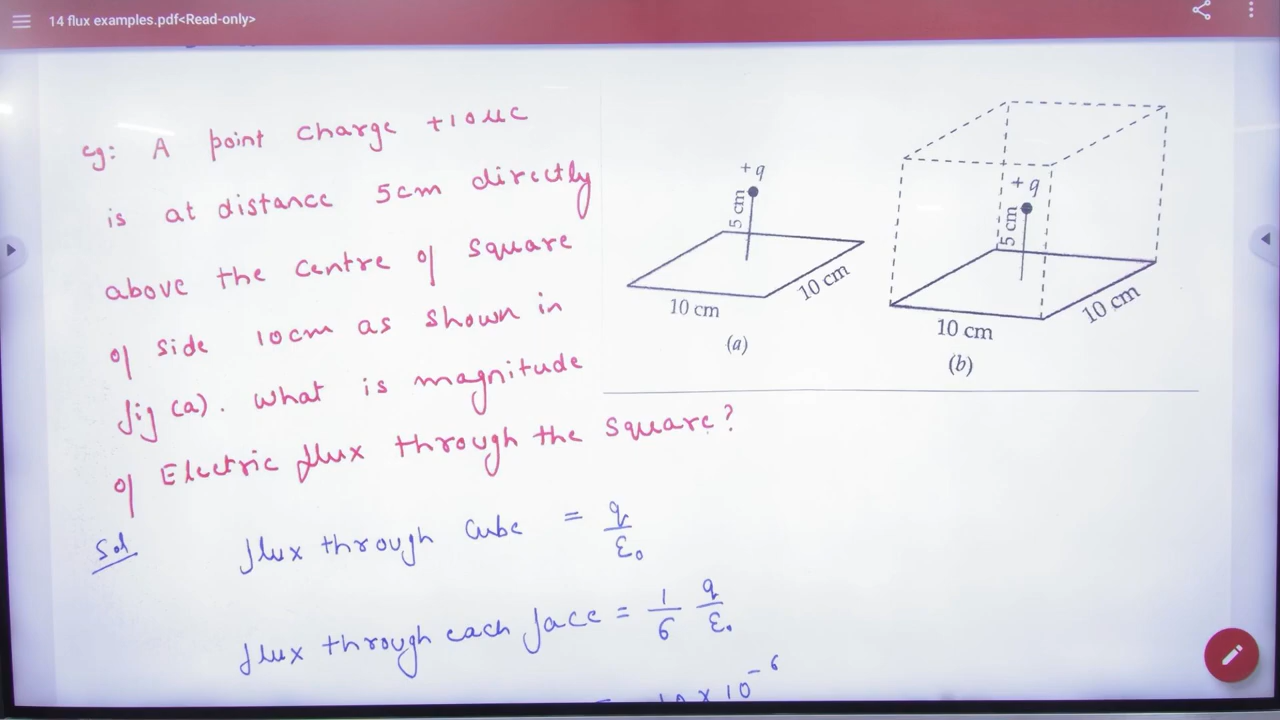 14 flux examples.pdf<Read-only>
eg: A point charge +10μC
is at distance 5cm directly
above the centre of square
of side 10cm as shown in
fig (a). What is magnitude
of Electric flux through the square?
+q
5 cm
10 cm
10 cm
(a)
+q
5 cm
10 cm
10 cm
(b)
Sol
flux through Cube = q/ε₀
flux through each face = 1/6 q/ε₀
10 × 10⁻⁶